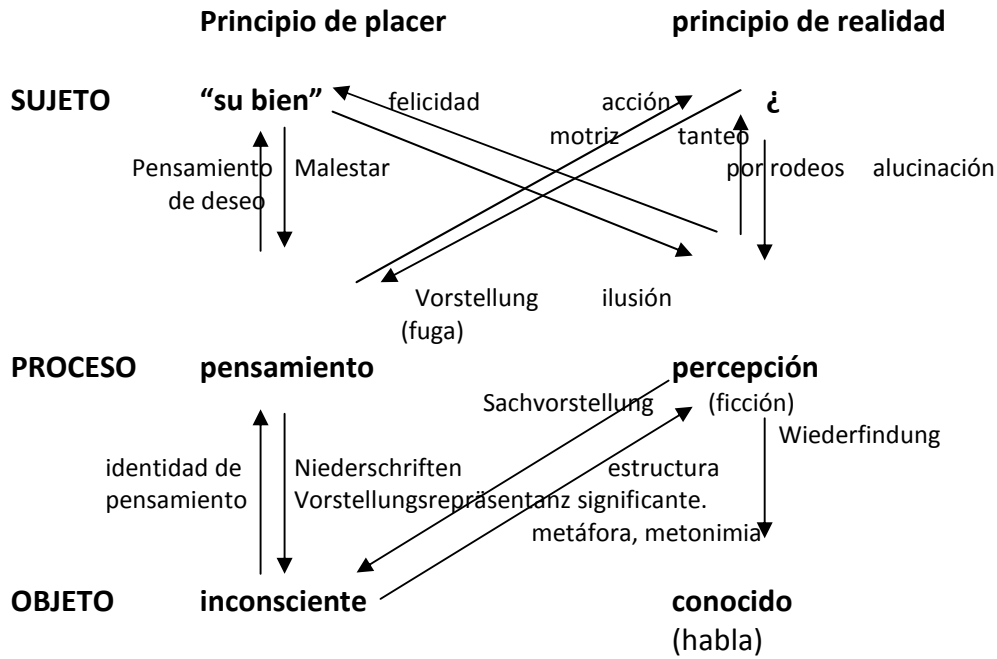 Principio de placer principio de realidad
SUJETO “su bien” felicidad acción ¿
motriz tanteo
Pensamiento Malestar por rodeos alucinación
de deseo
Vorstellung ilusión
(fuga)
PROCESO pensamiento percepción
Sachvorstellung (ficción)
Wiederfindung
identidad de Niederschriften estructura
pensamiento Vorstellungsrepräsentanz significante.
metáfora, metonimia
OBJETO inconsciente conocido
(habla)